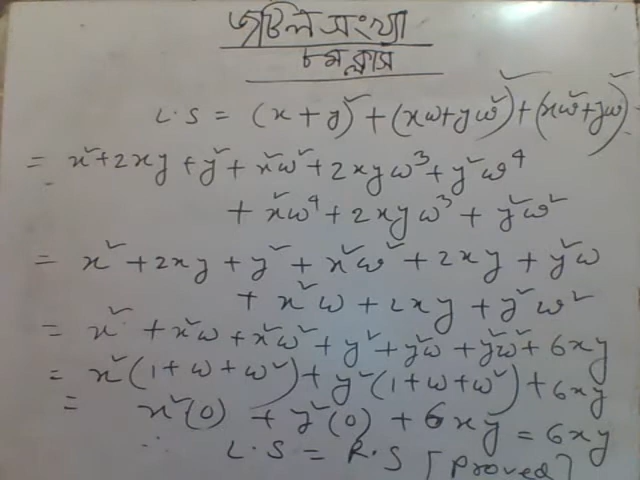 জটিল সংখ্যা
৮ম ক্লাস
L.S = (x + y)² + (xω + yω²)² + (xω² + yω)²
= x² + 2xy + y² + x²ω² + 2xyω³ + y²ω⁴
+ x²ω⁴ + 2xyω³ + y²ω²
= x² + 2xy + y² + x²ω² + 2xy + y²ω
+ x²ω + 2xy + y²ω²
= x² + x²ω + x²ω² + y² + y²ω + y²ω² + 6xy
= x²(1 + ω + ω²) + y²(1 + ω + ω²) + 6xy
= x²(0) + y²(0) + 6xy = 6xy
∴ L.S = R.S [Proved]